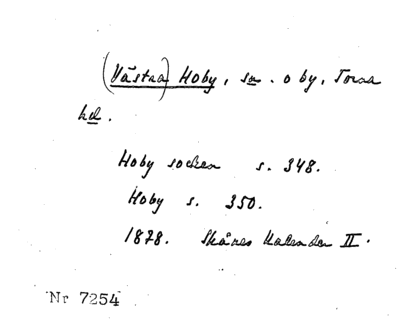 (Västra) Hoby, sn. o by, Torna
hd.
Hoby socken s. 348.
Hoby s. 350.
1878. Skånes Kalender II.
Nr 7254